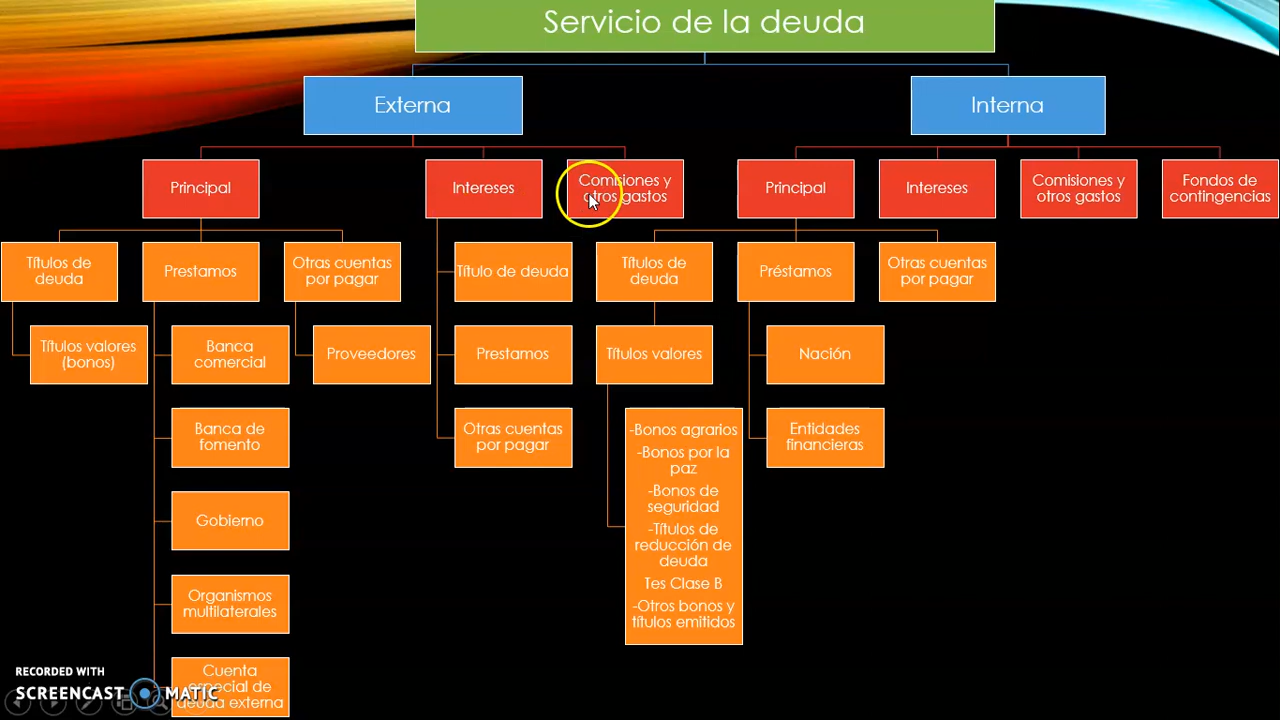 Servicio de la deuda
Externa
Interna
Principal
Intereses
Comisiones y
otros gastos
Principal
Intereses
Comisiones y
otros gastos
Fondos de
contingencias
Títulos de
deuda
Prestamos
Otras cuentas
por pagar
Título de deuda
Títulos de
deuda
Préstamos
Otras cuentas
por pagar
Títulos valores
(bonos)
Banca
comercial
Proveedores
Prestamos
Títulos valores
Nación
Banca de
fomento
Otras cuentas
por pagar
-Bonos agrarios
-Bonos por la
paz
-Bonos de
seguridad
-Títulos de
reducción de
deuda
Tes Clase B
-Otros bonos y
títulos emitidos
Entidades
financieras
Gobierno
Organismos
multilaterales
Cuenta
especial de
deuda externa
RECORDED WITH
SCREENCAST MATIC